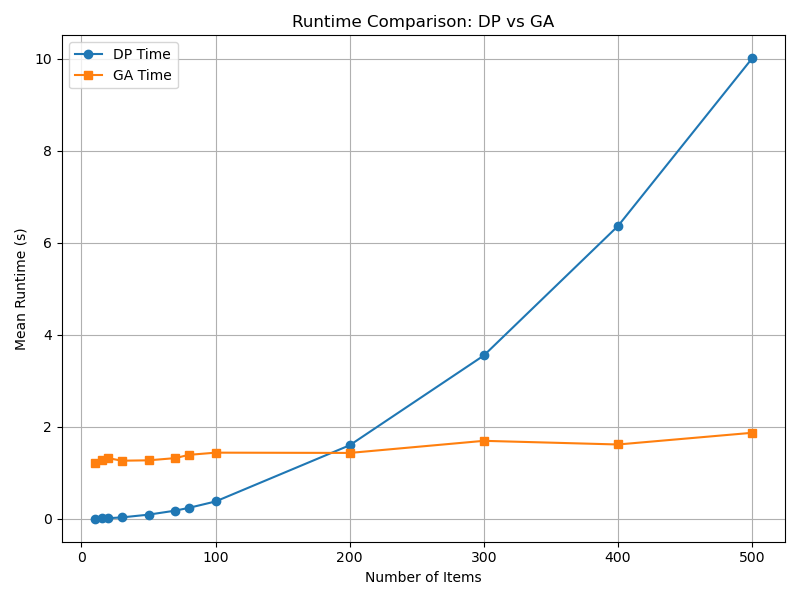 Runtime Comparison: DP vs GA
DP Time
GA Time
10
8
6
4
2
0
Mean Runtime (s)
0 100 200 300 400 500
Number of Items